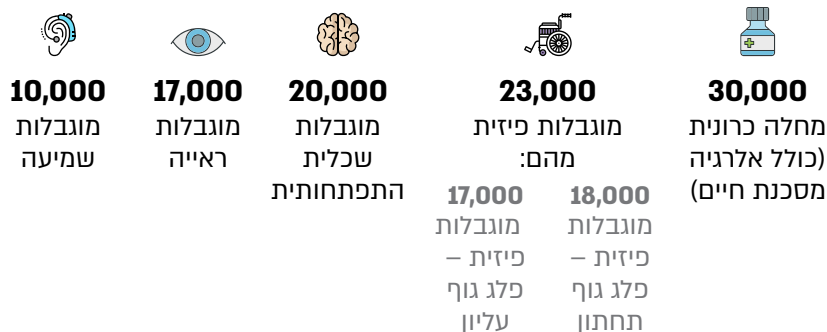 30,000
מחלה כרונית
(כולל אלרגיה
מסכנת חיים)
23,000
מוגבלות פיזית
מהם:
18,000
מוגבלות
פיזית –
פלג גוף
תחתון
17,000
מוגבלות
פיזית –
פלג גוף
עליון
20,000
מוגבלות
שכלית
התפתחותית
17,000
מוגבלות
ראייה
10,000
מוגבלות
שמיעה